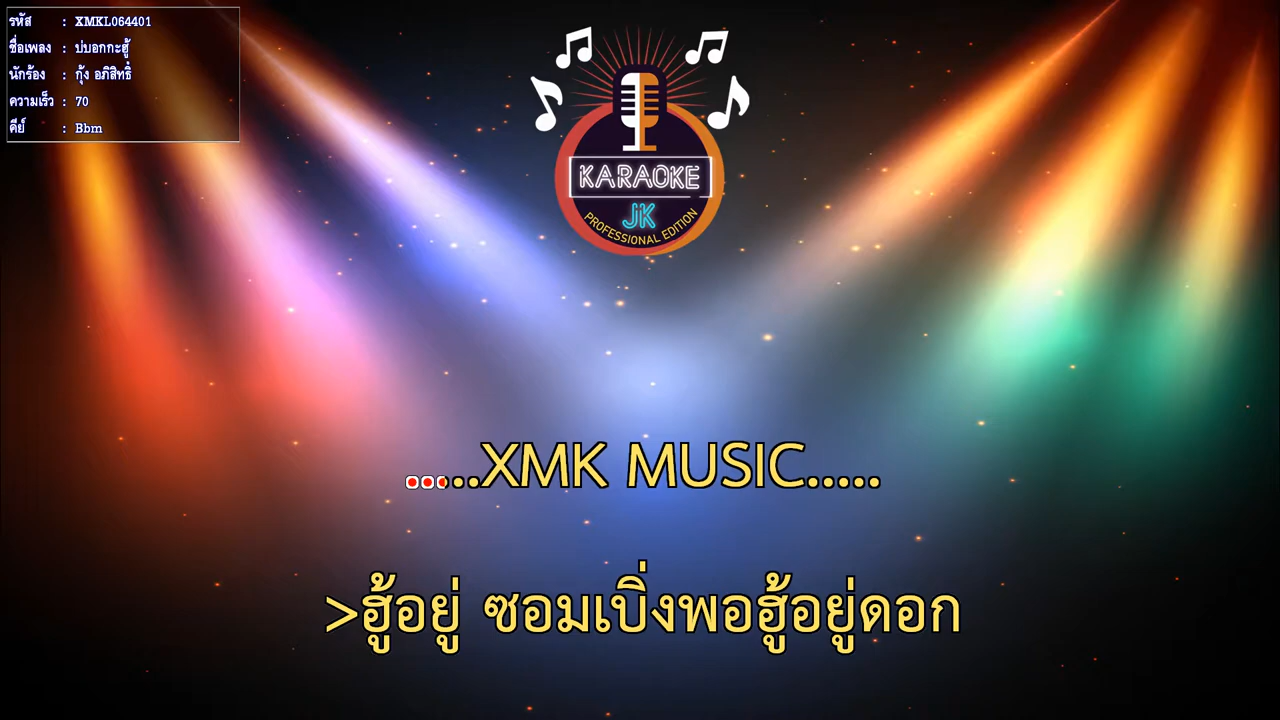 รหัส : XMKL064401
ชื่อเพลง : บ่บอกกะฮู้
นักร้อง : กุ้ง อภิสิทธิ์
ความเร็ว : 70
คีย์ : Bbm
KARAOKE
JK
PROFESSIONAL EDITION
.....XMK MUSIC.....
>ฮู้อยู่ ซอมเบิ่งพอฮู้อยู่ดอก